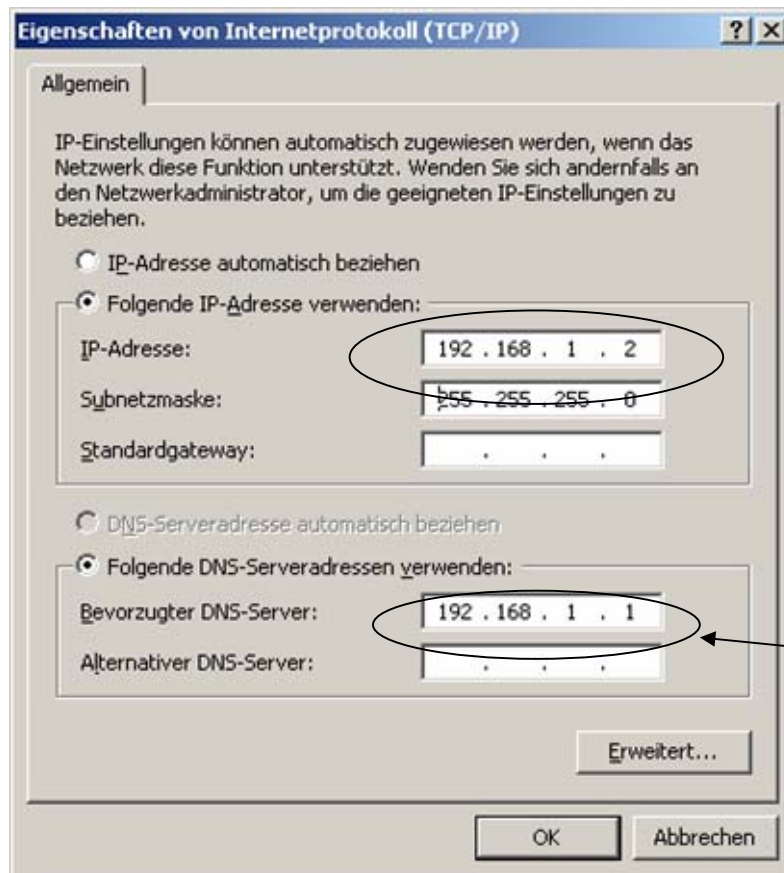 Eigenschaften von Internetprotokoll (TCP/IP)
Allgemein
IP-Einstellungen können automatisch zugewiesen werden, wenn das
Netzwerk diese Funktion unterstützt. Wenden Sie sich andernfalls an
den Netzwerkadministrator, um die geeigneten IP-Einstellungen zu
beziehen.
IP-Adresse automatisch beziehen
Folgende IP-Adresse verwenden:
IP-Adresse: 192 . 168 . 1 . 2
Subnetzmaske: 255 . 255 . 255 . 0
Standardgateway: . . .
DNS-Serveradresse automatisch beziehen
Folgende DNS-Serveradressen verwenden:
Bevorzugter DNS-Server: 192 . 168 . 1 . 1
Alternativer DNS-Server: . . .
Erweitert...
OK Abbrechen